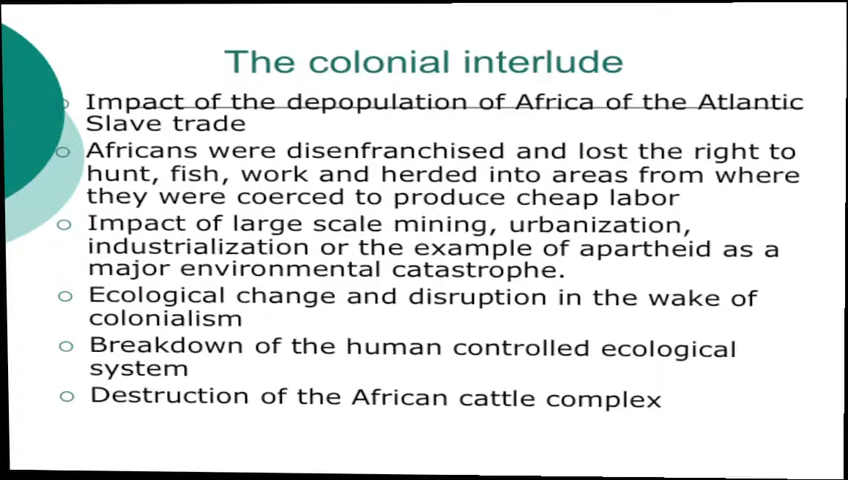 The colonial interlude
Impact of the depopulation of Africa of the Atlantic
Slave trade
Africans were disenfranchised and lost the right to
hunt, fish, work and herded into areas from where
they were coerced to produce cheap labor
Impact of large scale mining, urbanization,
industrialization or the example of apartheid as a
major environmental catastrophe.
Ecological change and disruption in the wake of
colonialism
Breakdown of the human controlled ecological
system
Destruction of the African cattle complex